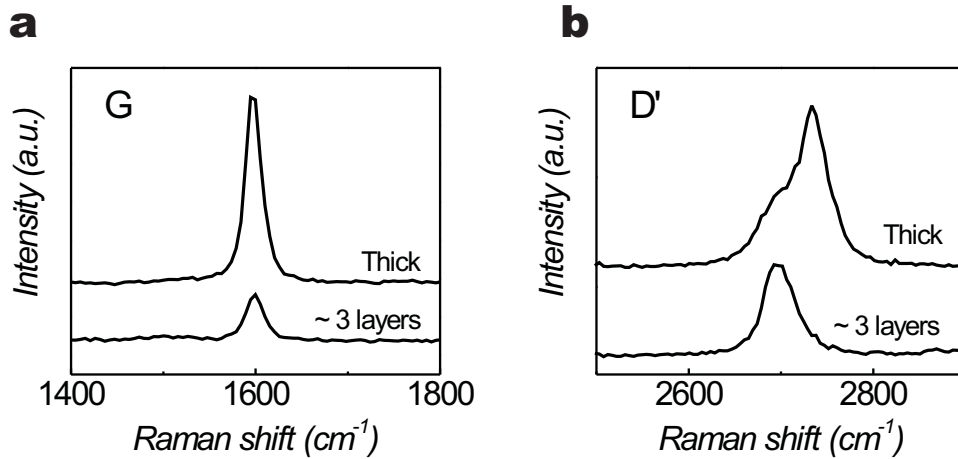 a
G
Thick
~ 3 layers
Intensity (a.u.)
1400 1600 1800
Raman shift (cm⁻¹)
b
D'
Thick
~ 3 layers
Intensity (a.u.)
2600 2800
Raman shift (cm⁻¹)